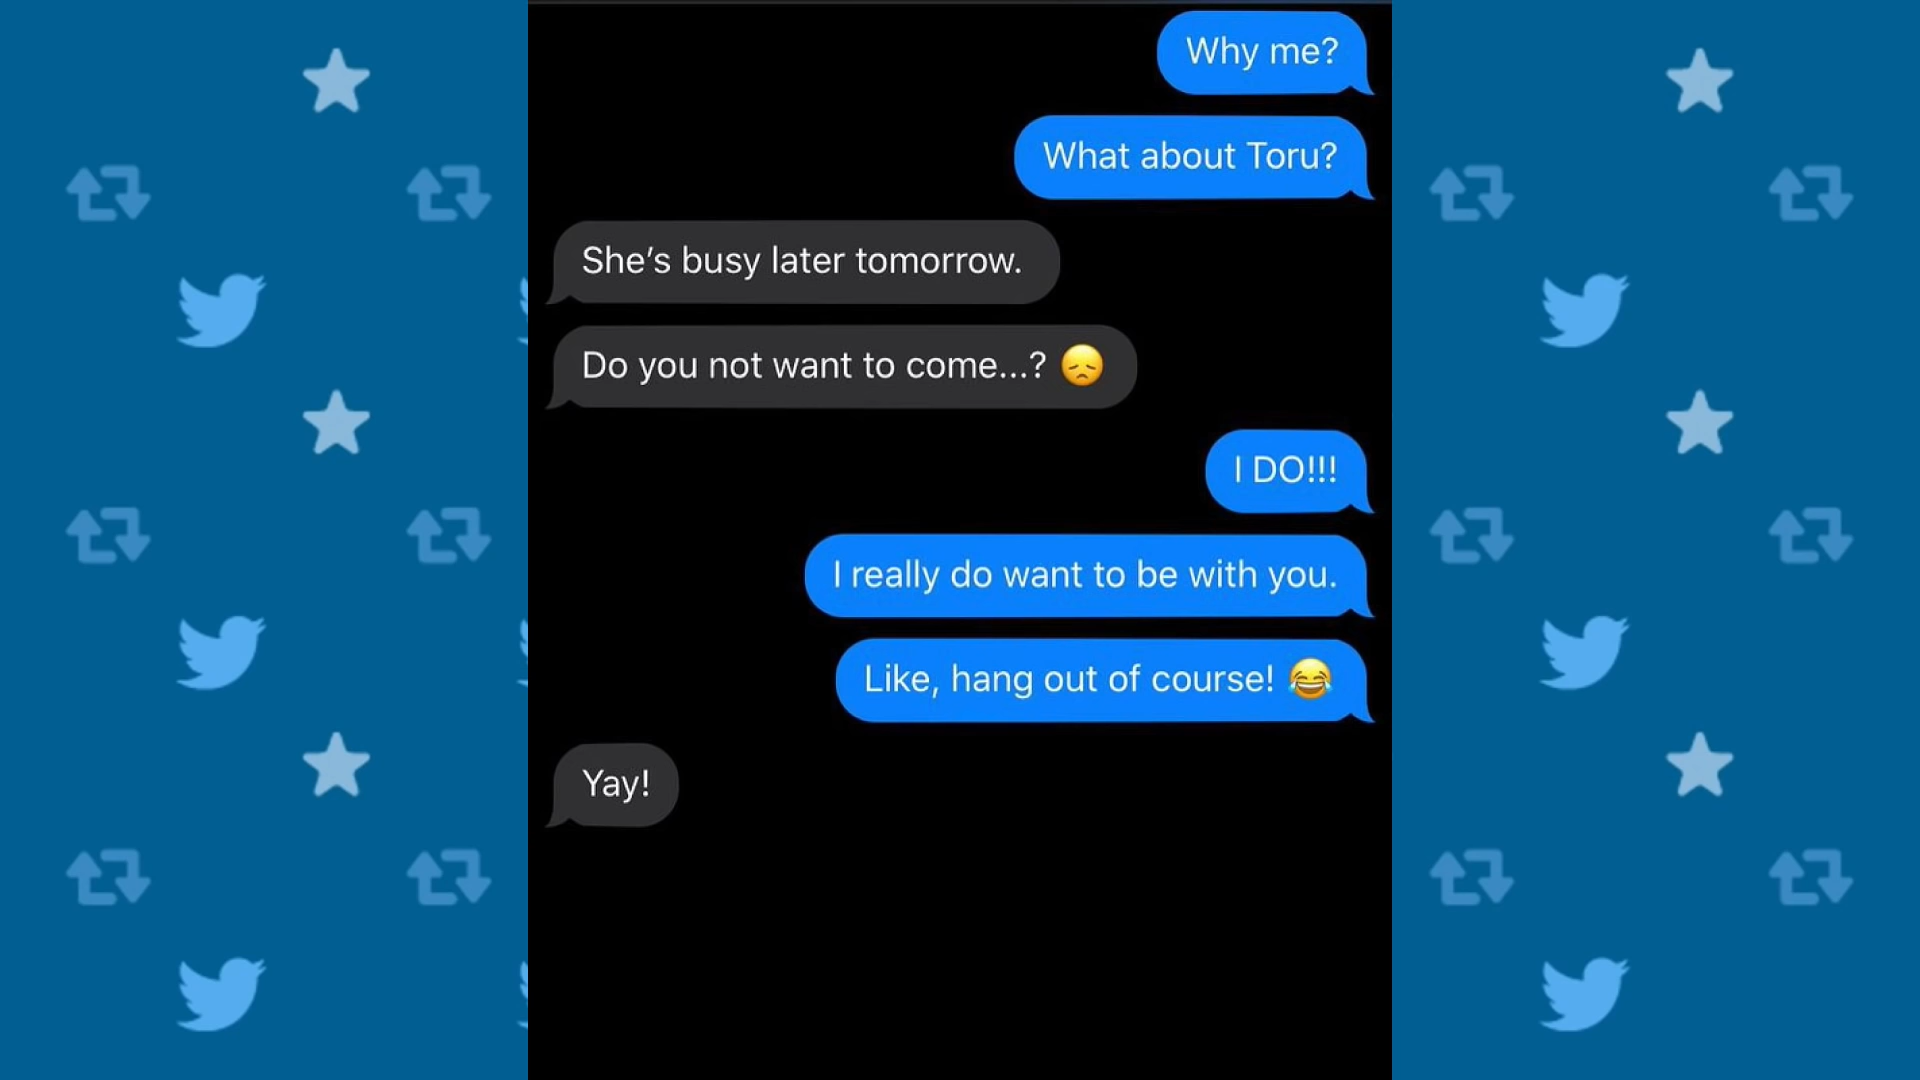 Why me?
What about Toru?
She’s busy later tomorrow.
Do you not want to come...? 😞
I DO!!!
I really do want to be with you.
Like, hang out of course! 😂
Yay!